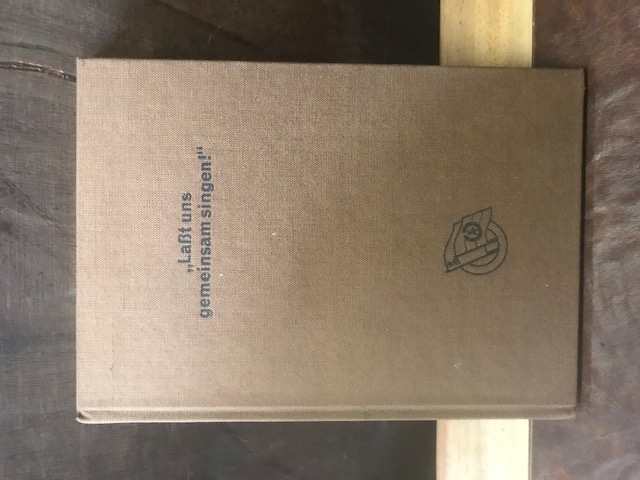 „Laßt uns
gemeinsam singen!“